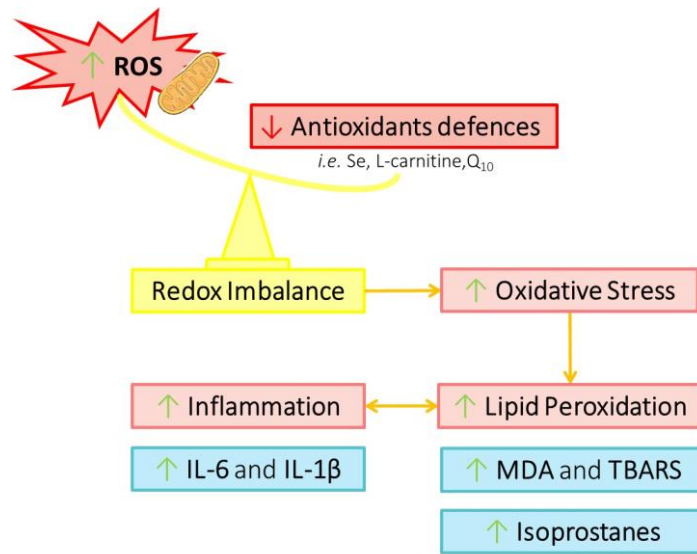 ↑ ROS
↓ Antioxidants defences
i.e. Se, L-carnitine,Q₁₀
Redox Imbalance
↑ Oxidative Stress
↑ Inflammation
↑ Lipid Peroxidation
↑ IL-6 and IL-1β
↑ MDA and TBARS
↑ Isoprostanes